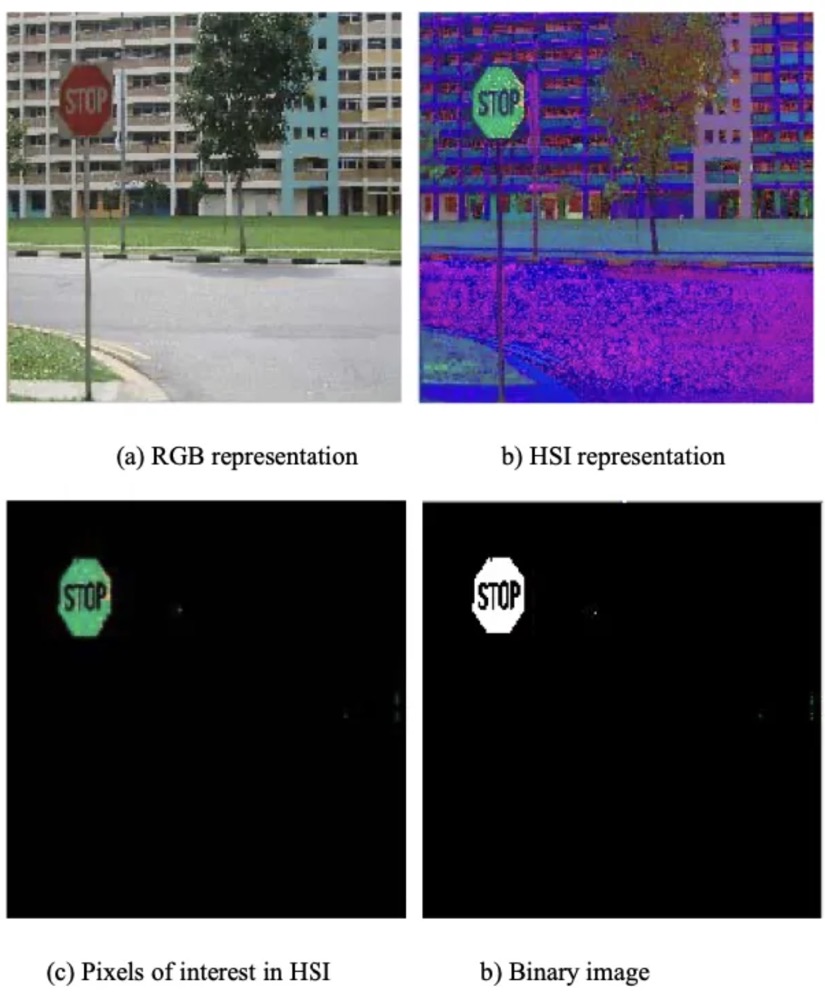 STOP
STOP
(a) RGB representation
b) HSI representation
STOP
STOP
(c) Pixels of interest in HSI
b) Binary image